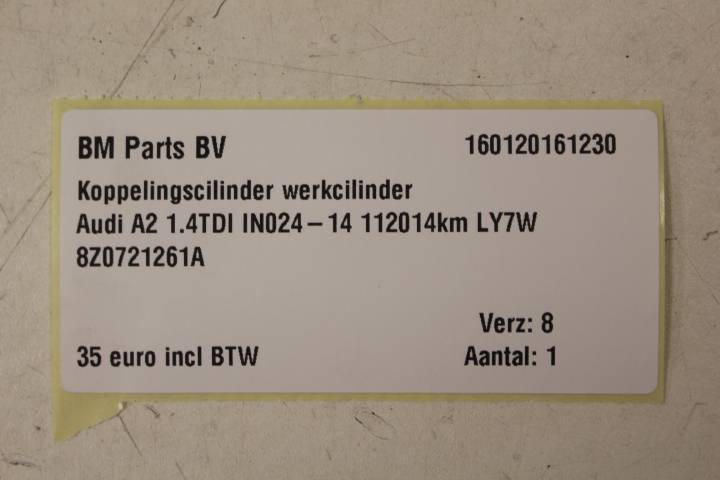 BM Parts BV 160120161230
Koppelingscilinder werkcilinder
Audi A2 1.4TDI IN024–14 112014km LY7W
8Z0721261A
Verz: 8
35 euro incl BTW Aantal: 1